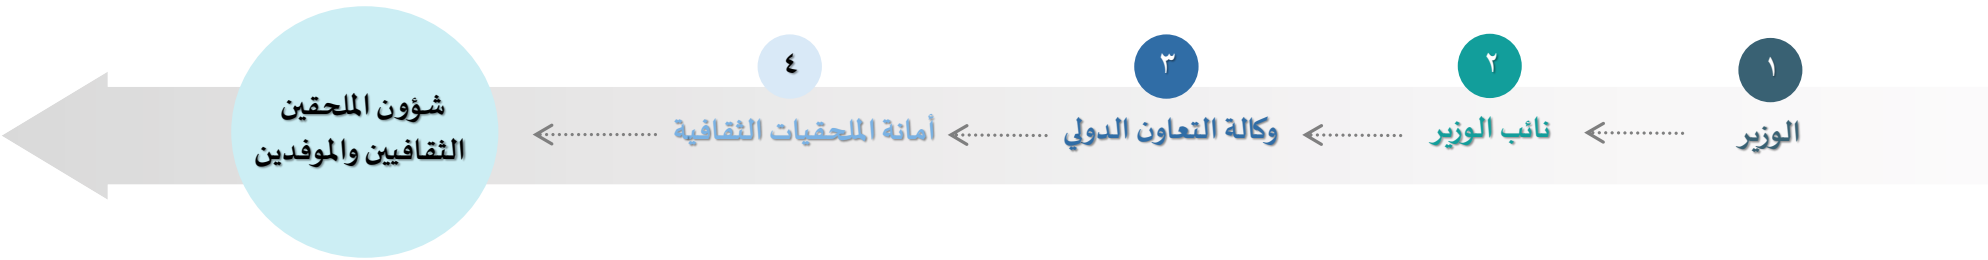 ١
الوزير
٢
نائب الوزير
٣
وكالة التعاون الدولي
٤
أمانة الملحقيات الثقافية
شؤون الملحقين
الثقافيين والموفدين